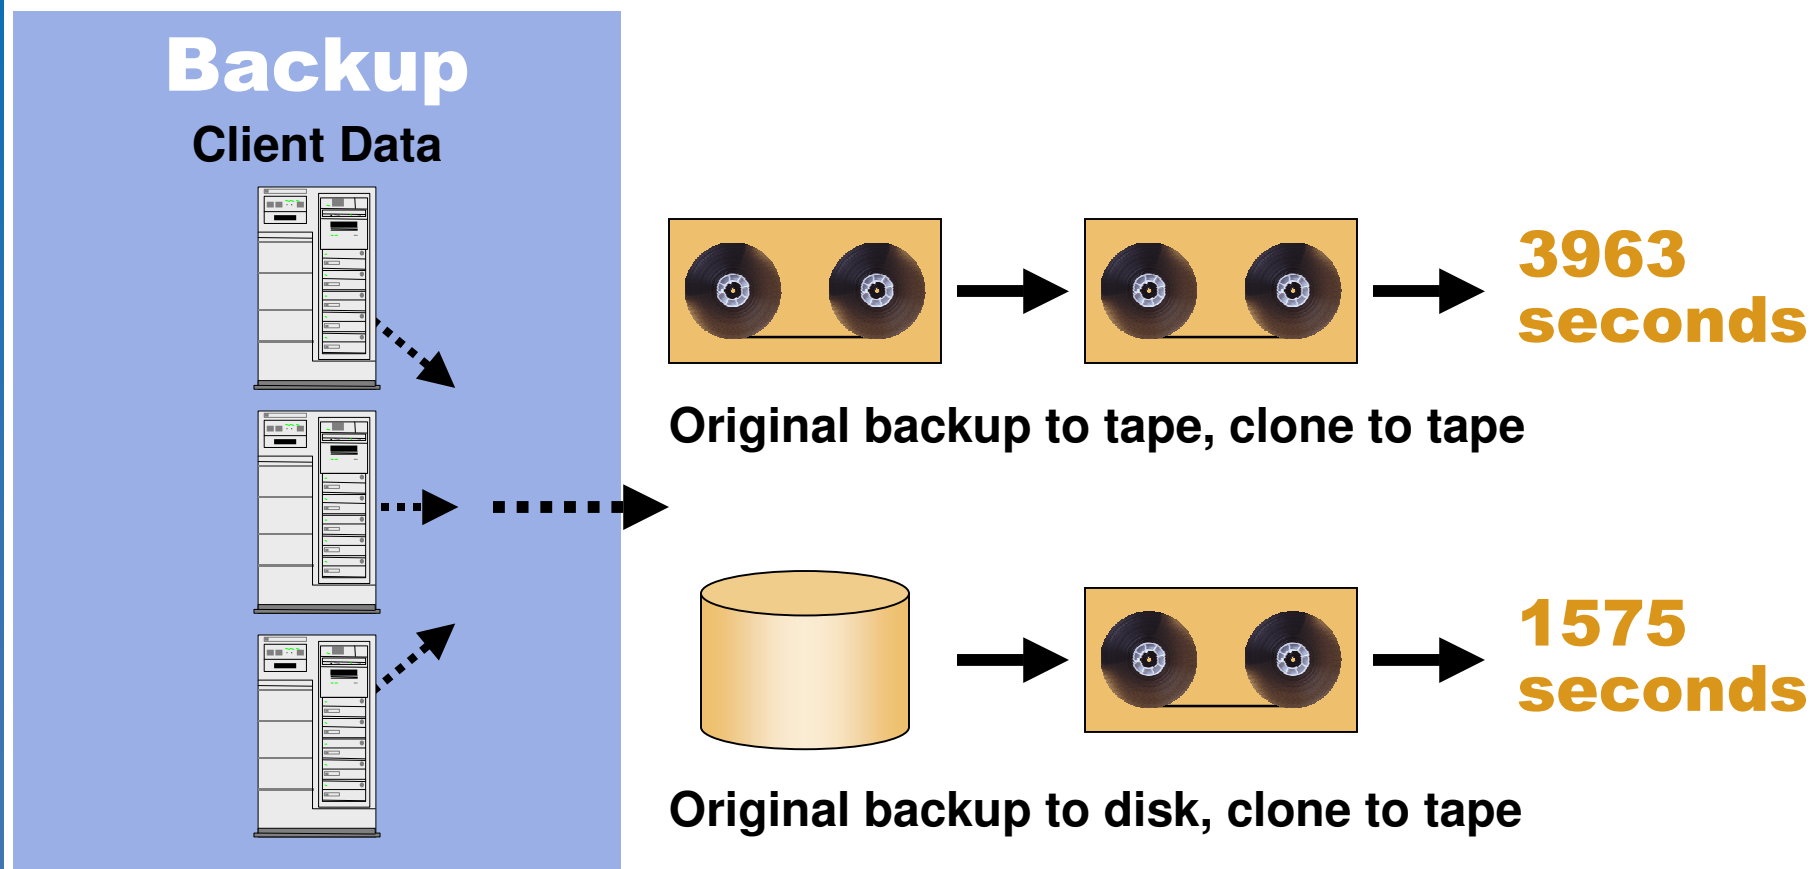 Backup
Client Data
3963
seconds
Original backup to tape, clone to tape
1575
seconds
Original backup to disk, clone to tape